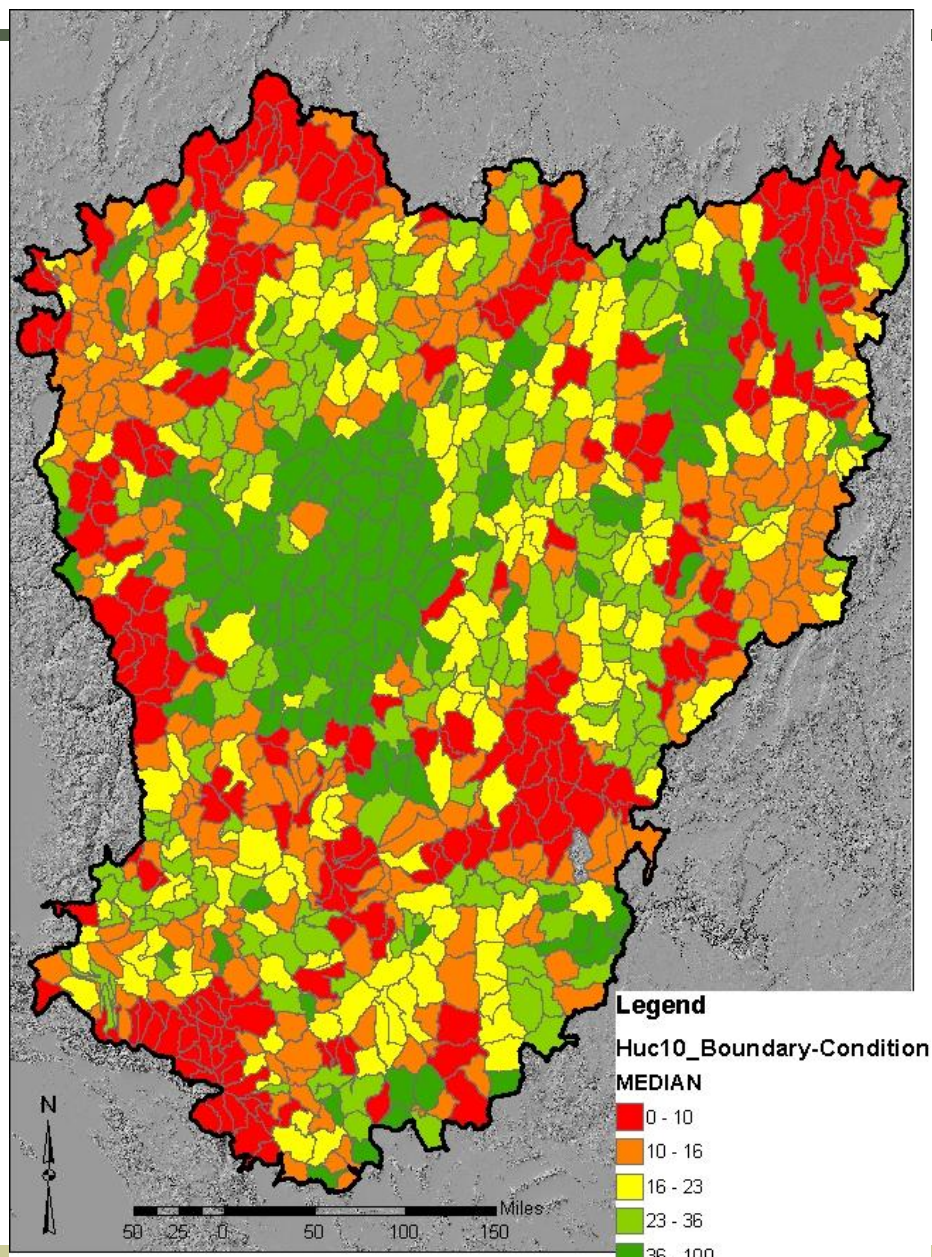 Legend
Huc10_Boundary-Condition
MEDIAN
0 - 10
10 - 16
16 - 23
23 - 36
36 - 100
N
Miles
50 25 0 50 100 150